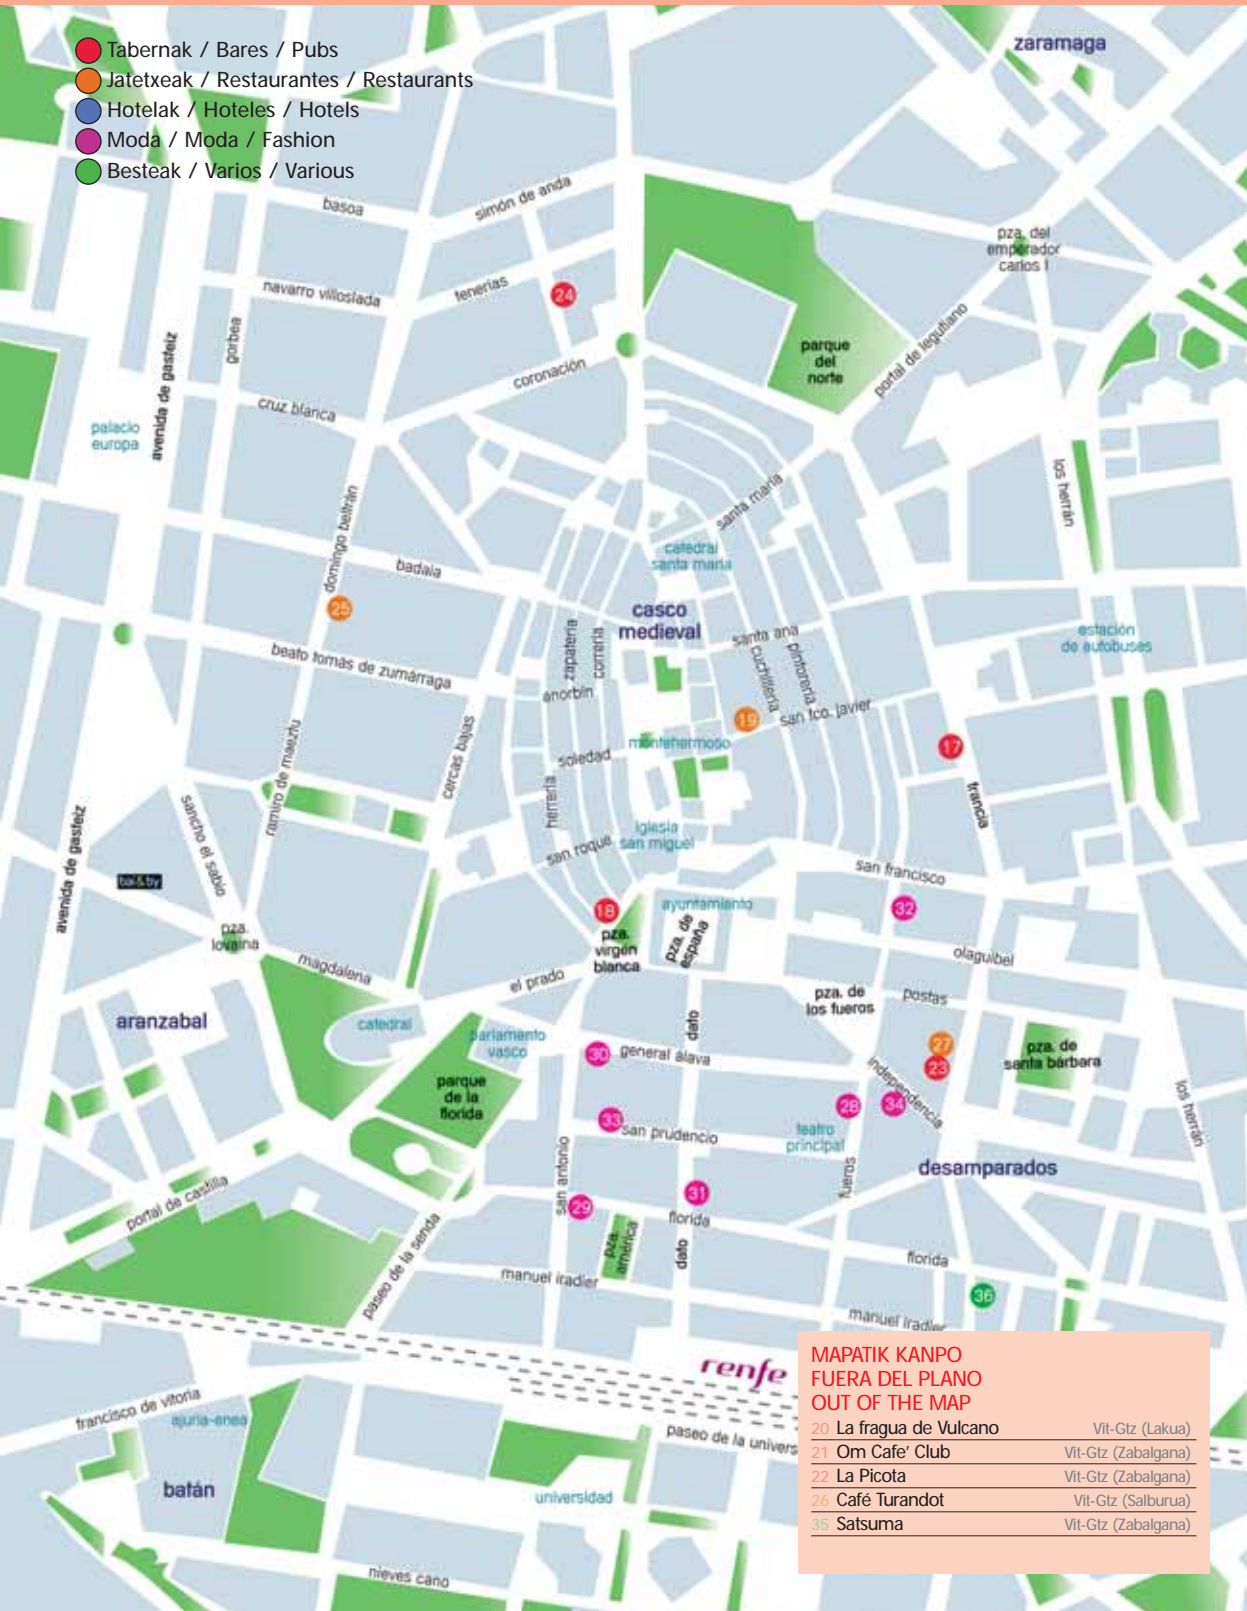 Tabernak / Bares / Pubs
Jatetxeak / Restaurantes / Restaurants
Hotelak / Hoteles / Hotels
Moda / Moda / Fashion
Besteak / Varios / Various
zaramaga
basoa
simón de anda
pza. del
emperador
carlos I
navarro villoslada
tenerías
24
gorbea
avenida de gasteiz
parque
del
norte
portal de legutiano
coronación
cruz blanca
palacio
europa
los herrán
santa maría
domingo beltrán
catedral
santa maría
badaia
25
casco
medieval
zapatería
correría
santa ana
cuchillería
pintorería
estación
de autobuses
beato tomás de zumárraga
anorbín
san fco. javier
19
17
montehermoso
soledad
cercas bajas
ramiro de maeztu
herrería
francia
sancho el sabio
avenida de gasteiz
iglesia
san miguel
san roque
san francisco
bai&by
32
18
ayuntamiento
pza.
virgen
blanca
pza. de
españa
pza.
lovaina
olaguibel
magdalena
el prado
pza. de
los fueros
postas
aranzabal
catedral
parlamento
vasco
dato
27
23
pza. de
santa bárbara
30
general álava
independencia
parque
de la
florida
28
34
los herrán
33
san prudencio
teatro
principal
san antonio
fueros
desamparados
portal de castilla
31
29
florida
paseo de la senda
pza.
américa
dato
florida
manuel iradier
36
manuel iradier
renfe
MAPATIK KANPO
FUERA DEL PLANO
OUT OF THE MAP
20 La fragua de Vulcano Vit-Gtz (Lakua)
21 Om Cafe' Club Vit-Gtz (Zabalgana)
22 La Picota Vit-Gtz (Zabalgana)
26 Café Turandot Vit-Gtz (Salburua)
35 Satsuma Vit-Gtz (Zabalgana)
francisco de vitoria
ajuria-enea
paseo de la univers
batán
universidad
nieves cano